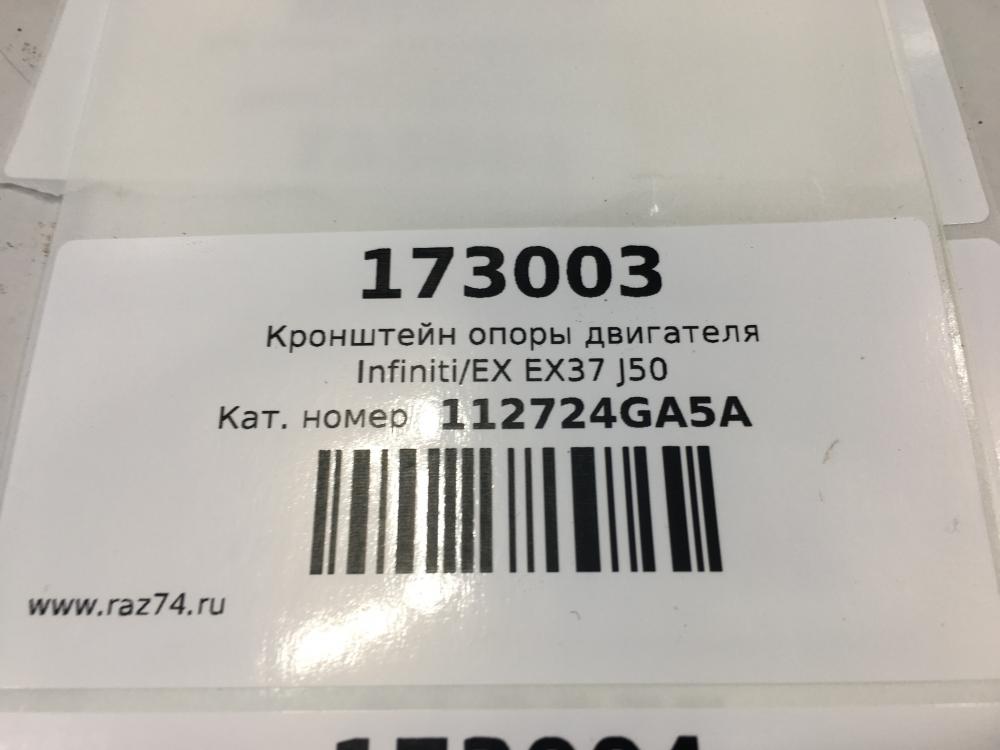 173003
Кронштейн опоры двигателя
Infiniti/EX EX37 J50
Кат. номер 112724GA5A
www.raz74.ru